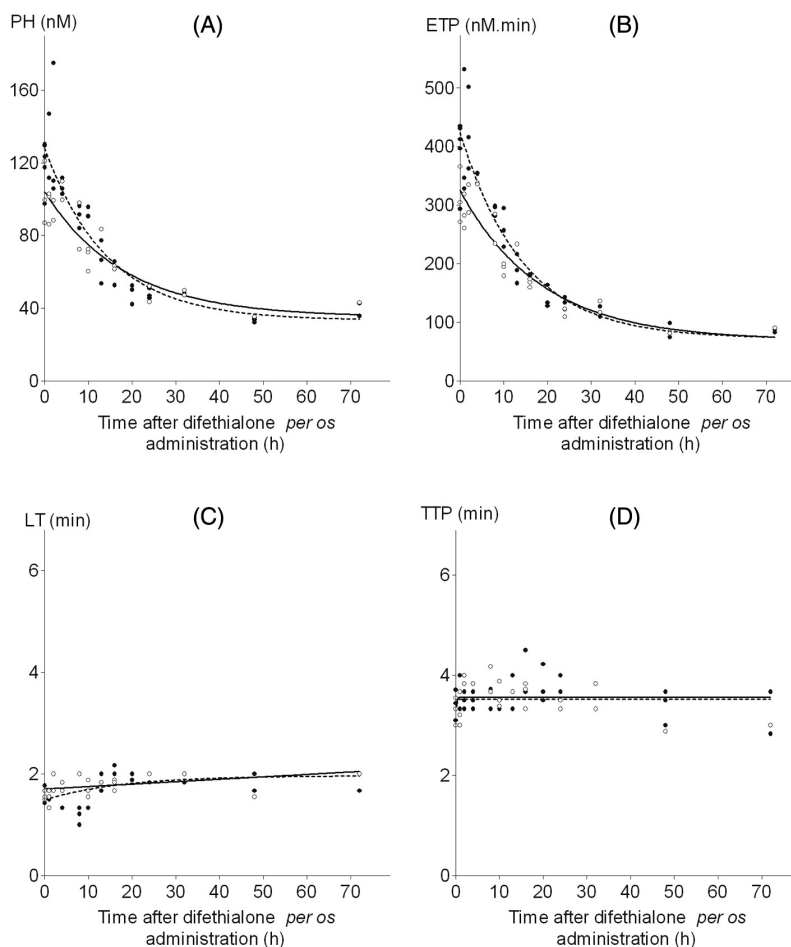 PH (nM)
(A)
160
120
80
40
0
0 10 20 30 40 50 60 70
Time after difethialone per os
administration (h)
ETP (nM.min)
(B)
500
400
300
200
100
0
0 10 20 30 40 50 60 70
Time after difethialone per os
administration (h)
LT (min)
(C)
6
4
2
0
0 10 20 30 40 50 60 70
Time after difethialone per os
administration (h)
TTP (min)
(D)
6
4
2
0
0 10 20 30 40 50 60 70
Time after difethialone per os
administration (h)